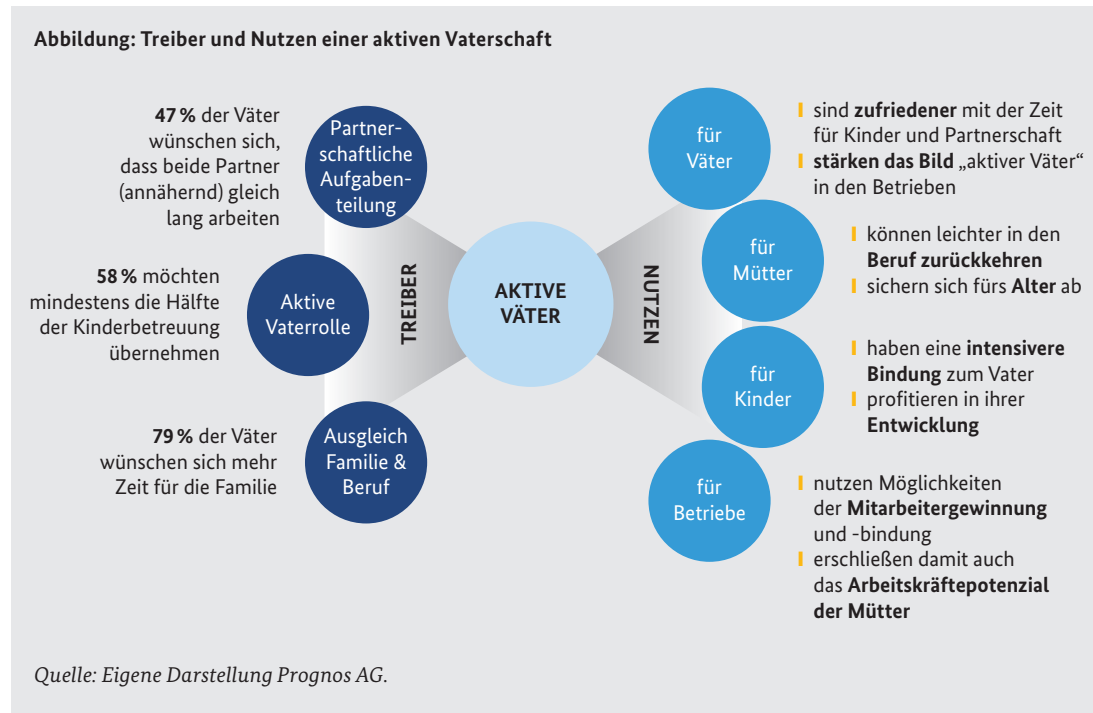 Abbildung: Treiber und Nutzen einer aktiven Vaterschaft
47 % der Väter
wünschen sich,
dass beide Partner
(annähernd) gleich
lang arbeiten
Partner-
schaftliche
Aufgaben-
teilung
58 % möchten
mindestens die Hälfte
der Kinderbetreuung
übernehmen
Aktive
Vaterrolle
79 % der Väter
wünschen sich mehr
Zeit für die Familie
Ausgleich
Familie &
Beruf
TREIBER
AKTIVE
VÄTER
NUTZEN
für
Väter
sind zufriedener mit der Zeit
für Kinder und Partnerschaft
stärken das Bild „aktiver Väter“
in den Betrieben
für
Mütter
können leichter in den
Beruf zurückkehren
sichern sich fürs Alter ab
für
Kinder
haben eine intensivere
Bindung zum Vater
profitieren in ihrer
Entwicklung
für
Betriebe
nutzen Möglichkeiten
der Mitarbeitergewinnung
und -bindung
erschließen damit auch
das Arbeitskräftepotenzial
der Mütter
Quelle: Eigene Darstellung Prognos AG.